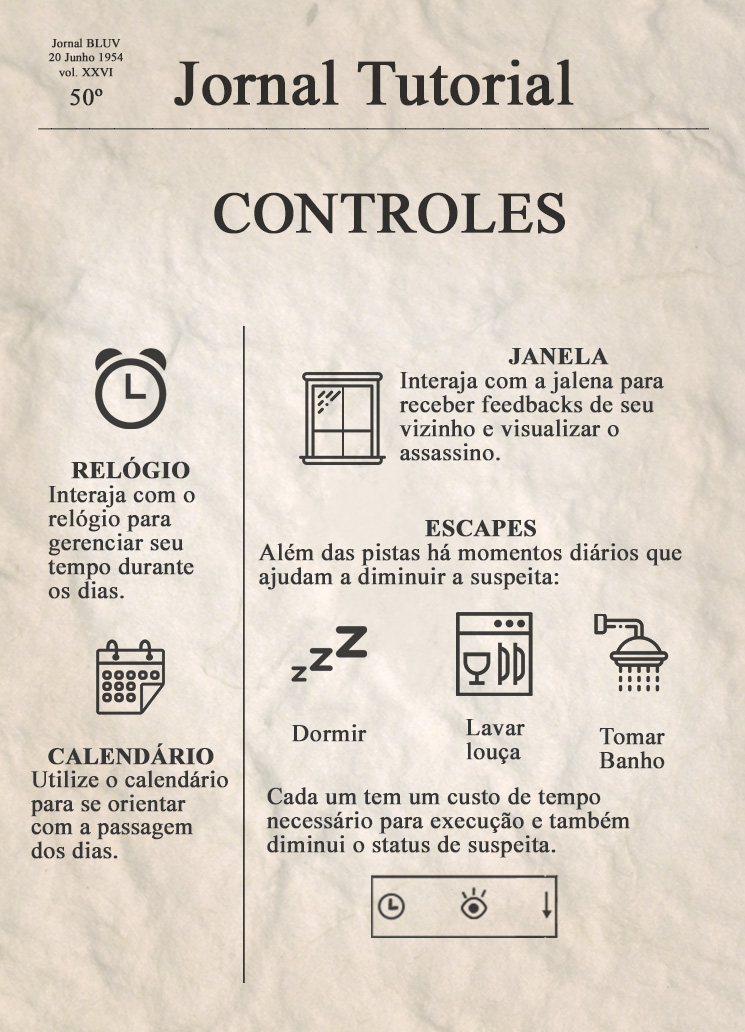 Jornal BLUV
20 Junho 1954
vol. XXVI
50º
Jornal Tutorial
CONTROLES
RELÓGIO
Interaja com o
relógio para
gerenciar seu
tempo durante
os dias.
CALENDÁRIO
Utilize o calendário
para se orientar
com a passagem
dos dias.
JANELA
Interaja com a jalena para
receber feedbacks de seu
vizinho e visualizar o
assassino.
ESCAPES
Além das pistas há momentos diários que
ajudam a diminuir a suspeita:
zzZ
Dormir
Lavar
louça
Tomar
Banho
Cada um tem um custo de tempo
necessário para execução e também
diminui o status de suspeita.